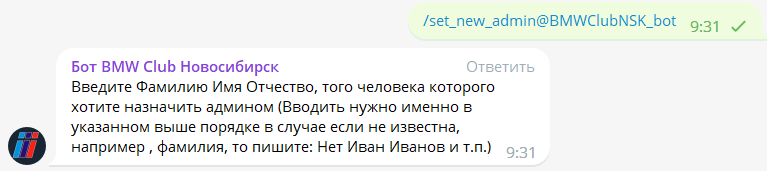 /set_new_admin@BMWClubNSK_bot
9:31
Бот BMW Club Новосибирск Ответить
Введите Фамилию Имя Отчество, того человека которого
хотите назначить админом (Вводить нужно именно в
указанном выше порядке в случае если не известна,
например , фамилия, то пишите: Нет Иван Иванов и т.п.)
9:31